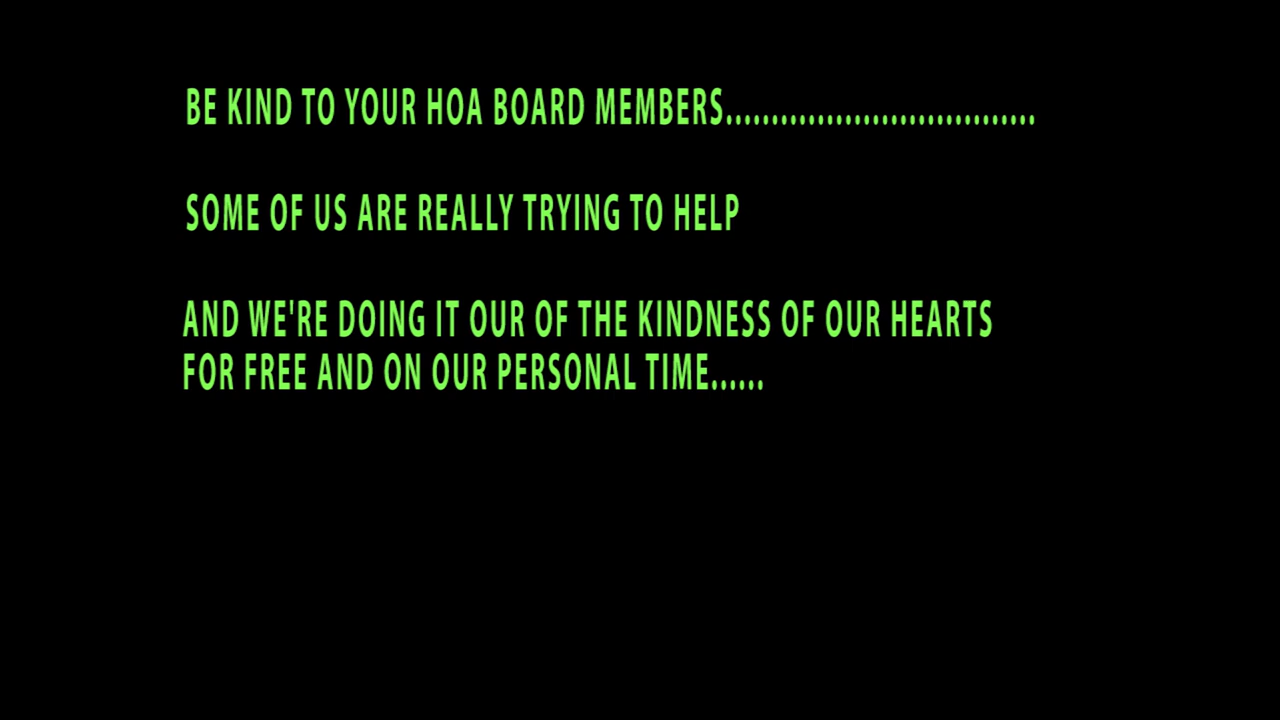 BE KIND TO YOUR HOA BOARD MEMBERS..................................
SOME OF US ARE REALLY TRYING TO HELP
AND WE'RE DOING IT OUR OF THE KINDNESS OF OUR HEARTS
FOR FREE AND ON OUR PERSONAL TIME......